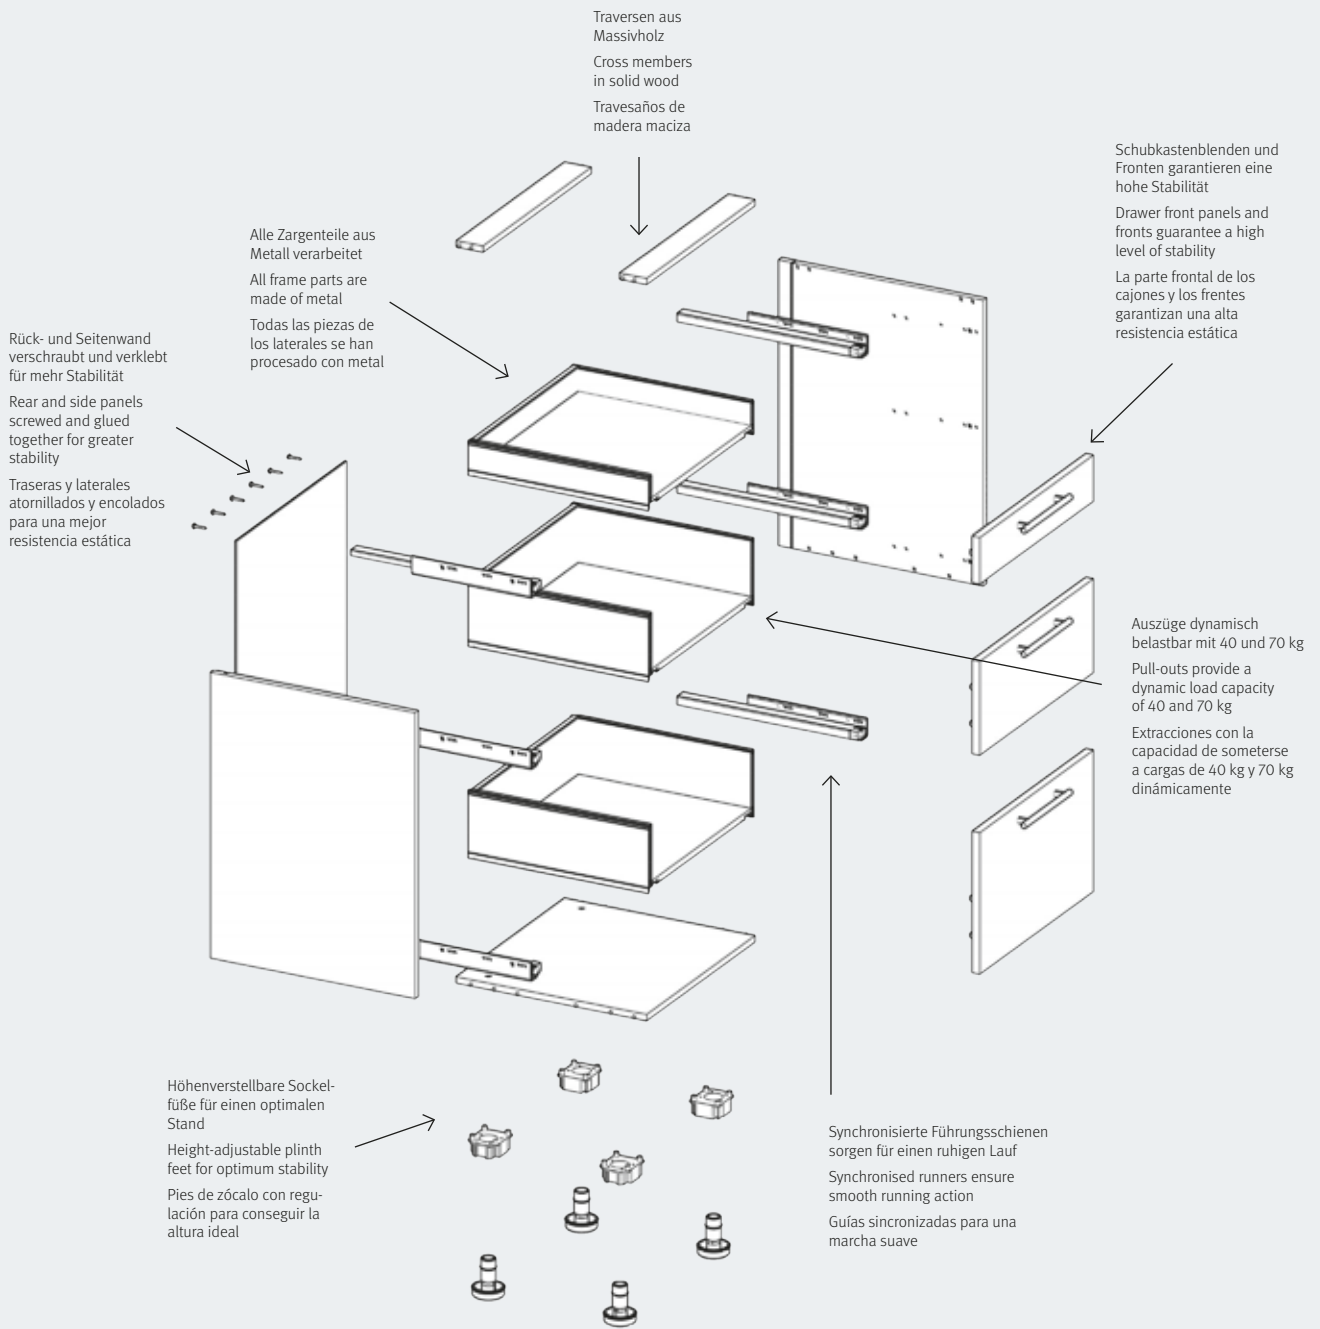 Traversen aus
Massivholz
Cross members
in solid wood
Travesaños de
madera maciza
Schubkastenblenden und
Fronten garantieren eine
hohe Stabilität
Drawer front panels and
fronts guarantee a high
level of stability
La parte frontal de los
cajones y los frentes
garantizan una alta
resistencia estática
Alle Zargenteile aus
Metall verarbeitet
All frame parts are
made of metal
Todas las piezas de
los laterales se han
procesado con metal
Rück- und Seitenwand
verschraubt und verklebt
für mehr Stabilität
Rear and side panels
screwed and glued
together for greater
stability
Traseras y laterales
atornillados y encolados
para una mejor
resistencia estática
Auszüge dynamisch
belastbar mit 40 und 70 kg
Pull-outs provide a
dynamic load capacity
of 40 and 70 kg
Extracciones con la
capacidad de someterse
a cargas de 40 kg y 70 kg
dinámicamente
Höhenverstellbare Sockel-
füße für einen optimalen
Stand
Height-adjustable plinth
feet for optimum stability
Pies de zócalo con regu-
lación para conseguir la
altura ideal
Synchronisierte Führungsschienen
sorgen für einen ruhigen Lauf
Synchronised runners ensure
smooth running action
Guías sincronizadas para una
marcha suave